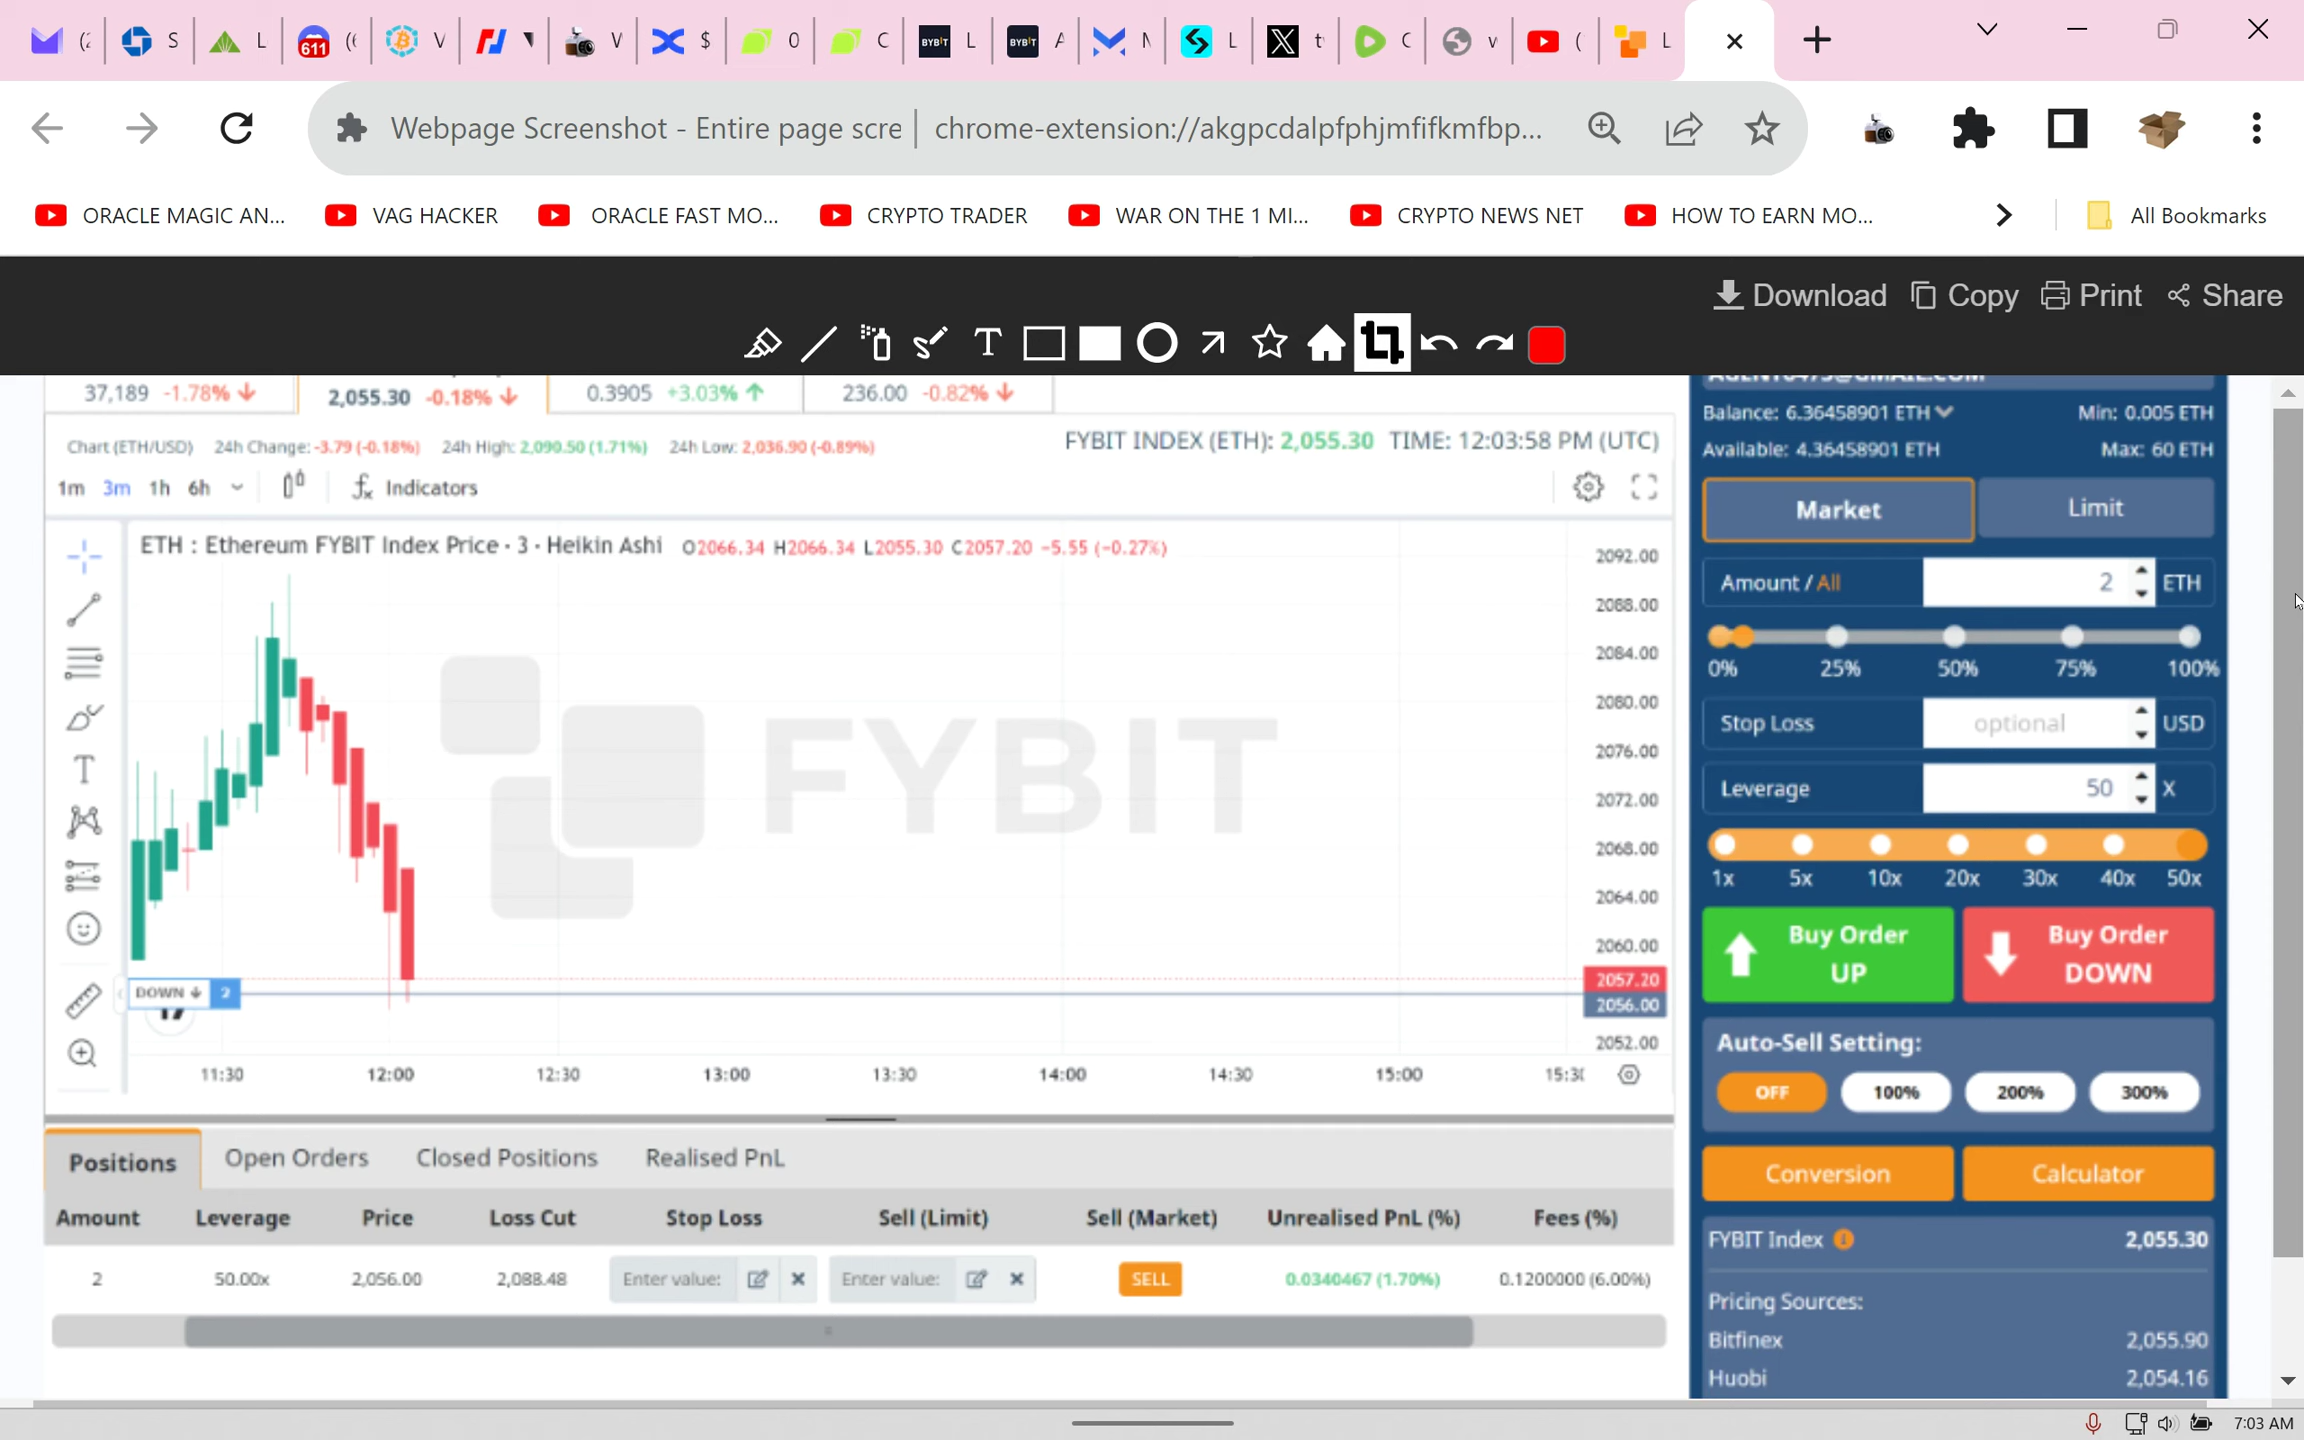 (
S
L
611
(
V
V
$
O
C
BYBIT
L
BYBIT
A
L
t
C
v
(
L
Webpage Screenshot - Entire page scre | chrome-extension://akgpcdalpfphjmfifkmfbp...
ORACLE MAGIC AN...
VAG HACKER
ORACLE FAST MO...
CRYPTO TRADER
WAR ON THE 1 MI...
CRYPTO NEWS NET
HOW TO EARN MO...
All Bookmarks
Download Copy Print Share
37,189 -1.78%
2,055.30 -0.18%
0.3905 +3.03%
236.00 -0.82%
Chart (ETH/USD) 24h Change: -3.79 (-0.18%) 24h High: 2,090.50 (1.71%) 24h Low: 2,036.90 (-0.89%)
FYBIT INDEX (ETH): 2,055.30 TIME: 12:03:58 PM (UTC)
1m 3m 1h 6h Indicators
ETH : Ethereum FYBIT Index Price · 3 · Heikin Ashi O2066.34 H2066.34 L2055.30 C2057.20 -5.55 (-0.27%)
2092.00
2088.00
2084.00
2080.00
2076.00
2072.00
2068.00
2064.00
2060.00
2057.20
2056.00
2052.00
FYBIT
DOWN 2
11:30 12:00 12:30 13:00 13:30 14:00 14:30 15:00
Positions Open Orders Closed Positions Realised PnL
Amount Leverage Price Loss Cut Stop Loss Sell (Limit) Sell (Market) Unrealised PnL (%) Fees (%)
2 50.00x 2,056.00 2,088.48 Enter value: Enter value: SELL 0.0340467 (1.70%) 0.1200000 (6.00%)
Balance: 6.36458901 ETH Min: 0.005 ETH
Available: 4.36458901 ETH Max: 60 ETH
Market Limit
Amount / All 2 ETH
0% 25% 50% 75% 100%
Stop Loss optional USD
Leverage 50 X
1x 5x 10x 20x 30x 40x 50x
Buy Order UP
Buy Order DOWN
Auto-Sell Setting:
OFF 100% 200% 300%
Conversion Calculator
FYBIT Index 2,055.30
Pricing Sources:
Bitfinex 2,055.90
Huobi 2,054.16
7:03 AM